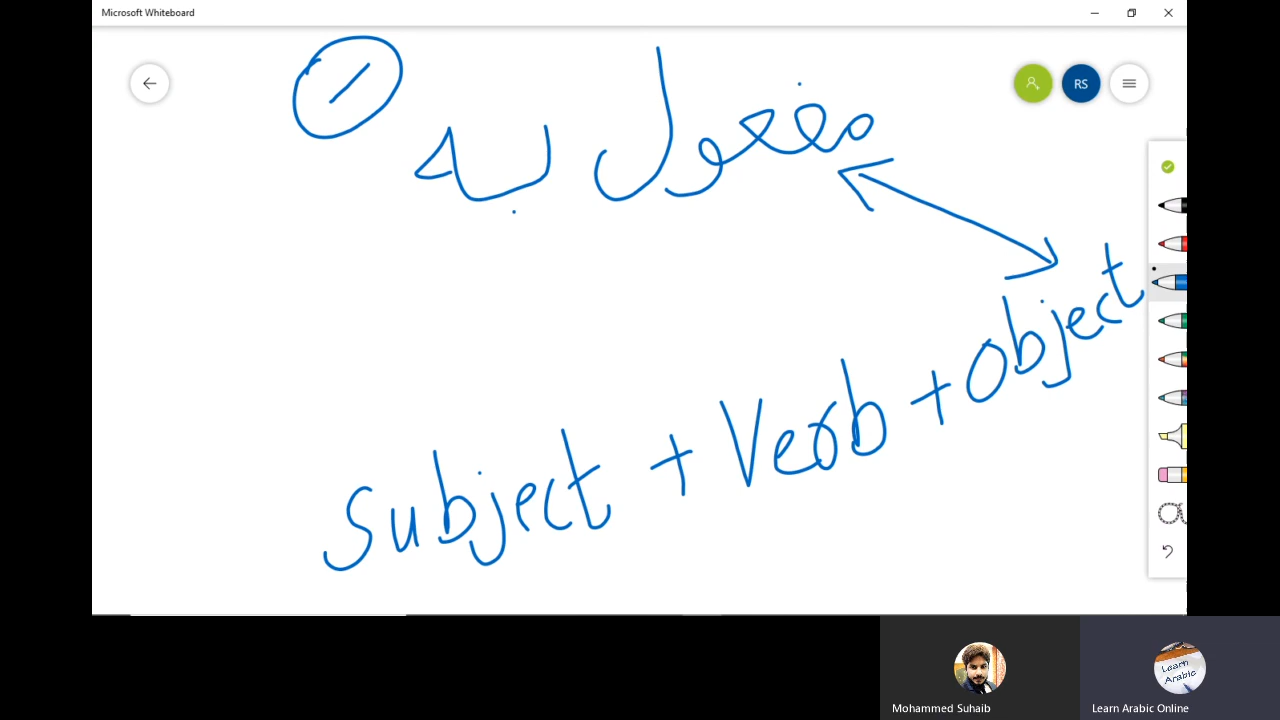 Microsoft Whiteboard
مفعول به
RS
Subject + Verb + Object
Learn Arabic
Mohammed Suhaib
Learn Arabic Online